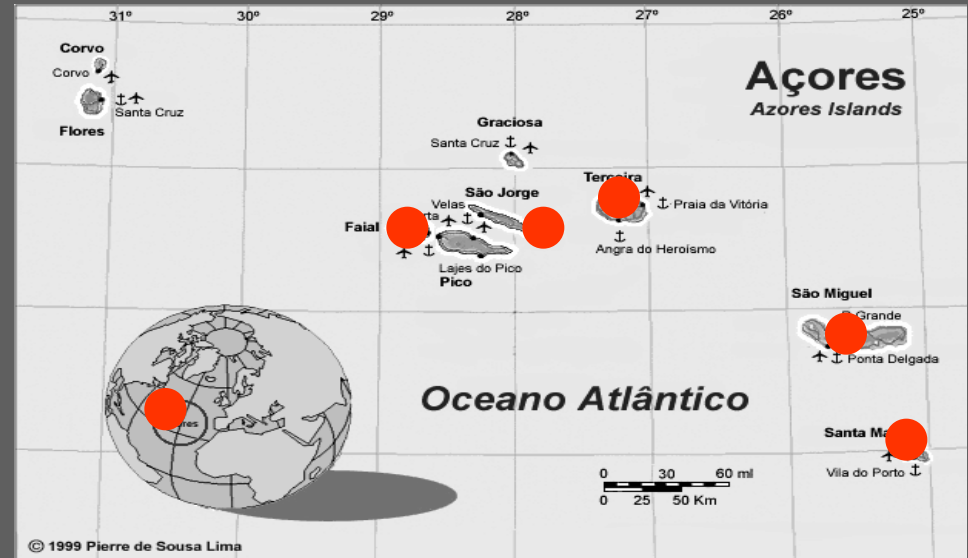 31º 30º 29º 28º 27º 26º 25º
Corvo
Corvo
Santa Cruz
Flores
Açores
Azores Islands
Graciosa
Santa Cruz
Terceira
São Jorge
Velas
Faial
Praia da Vitória
Angra do Heroísmo
Lajes do Pico
Pico
São Miguel
Grande
Ponta Delgada
Oceano Atlântico
Santa
Vila do Porto
0 30 60 ml
0 25 50 Km
© 1999 Pierre de Sousa Lima